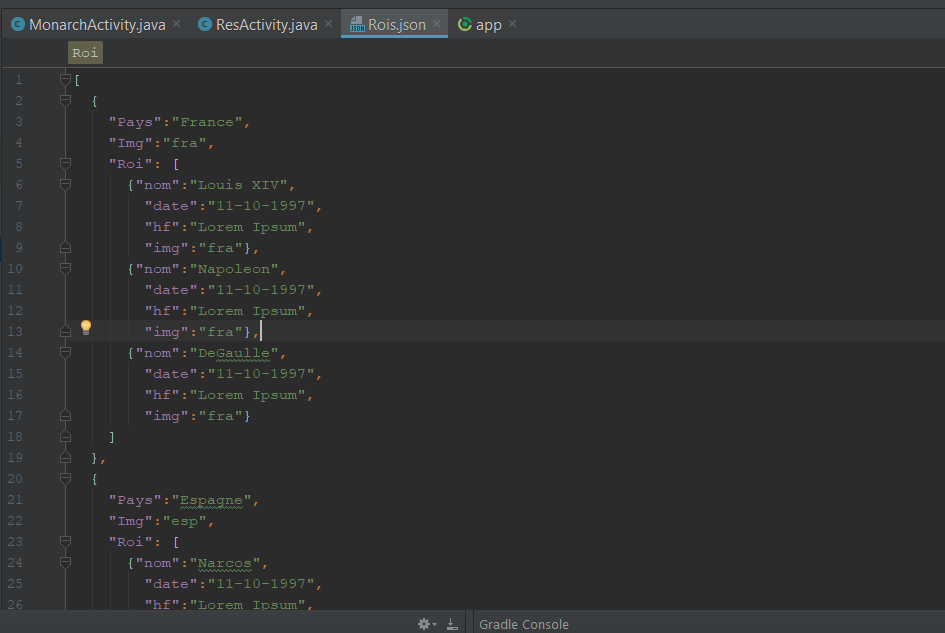 MonarchActivity.java ResActivity.java Rois.json app
Roi
1 [
2 {
3 "Pays":"France",
4 "Img":"fra",
5 "Roi": [
6 {"nom":"Louis XIV",
7 "date":"11-10-1997",
8 "hf":"Lorem Ipsum",
9 "img":"fra"},
10 {"nom":"Napoleon",
11 "date":"11-10-1997",
12 "hf":"Lorem Ipsum",
13 "img":"fra"},
14 {"nom":"DeGaulle",
15 "date":"11-10-1997",
16 "hf":"Lorem Ipsum",
17 "img":"fra"}
18 ]
19 },
20 {
21 "Pays":"Espagne",
22 "Img":"esp",
23 "Roi": [
24 {"nom":"Narcos",
25 "date":"11-10-1997",
26 "hf":"Lorem Ipsum",
Gradle Console